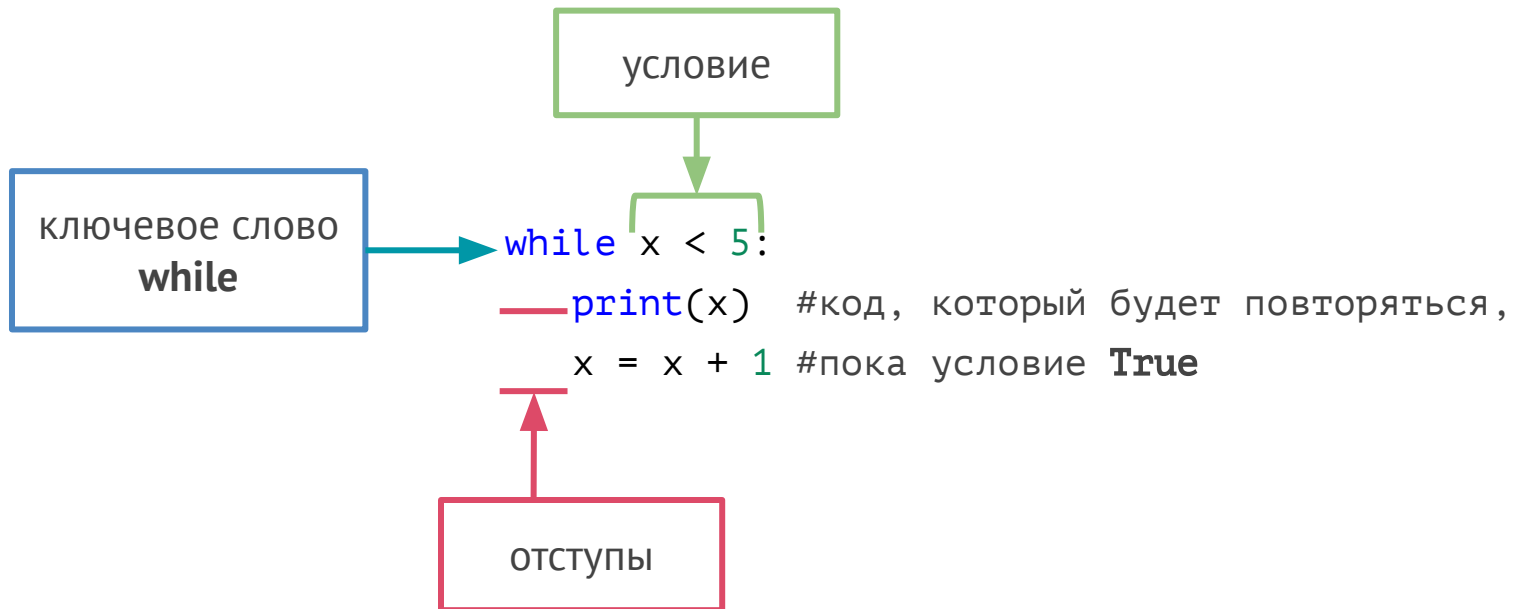 условие
ключевое слово
while
while x < 5:
print(x) #код, который будет повторяться,
x = x + 1 #пока условие True
отступы